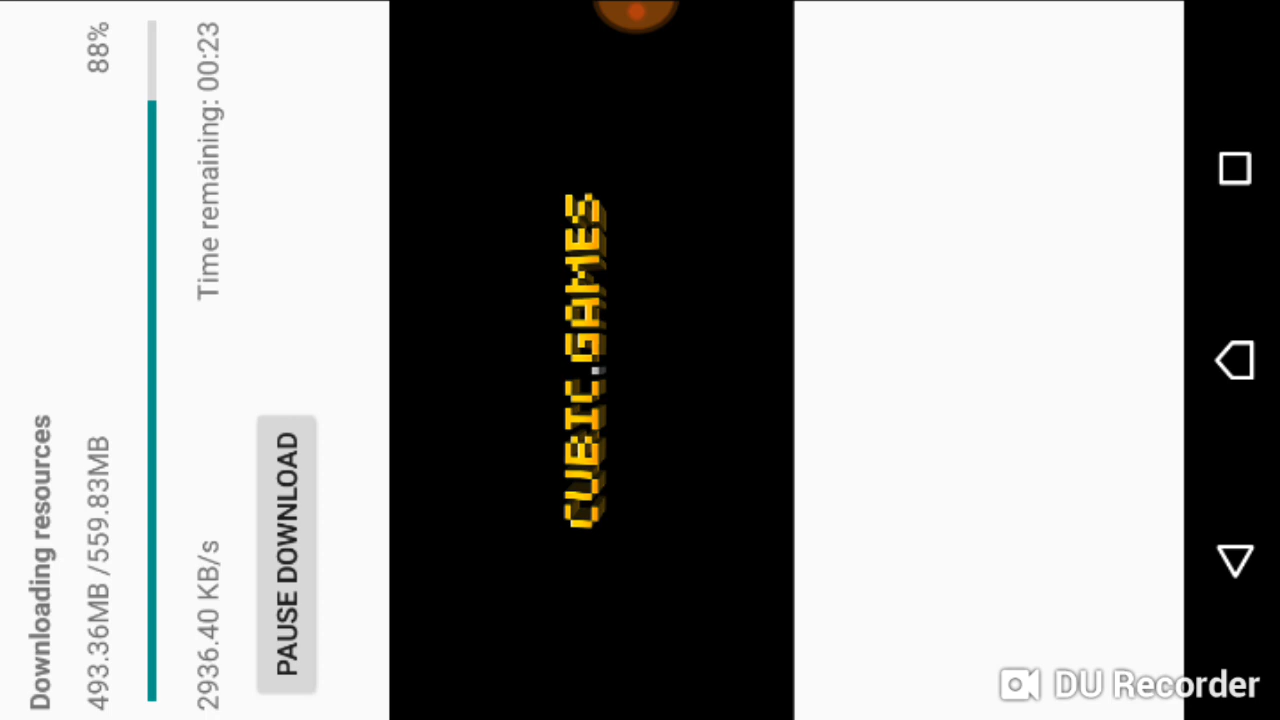 Downloading resources
493.36MB /559.83MB 88%
2936.40 KB/s Time remaining: 00:23
PAUSE DOWNLOAD
CUBIC.GAMES
DU Recorder